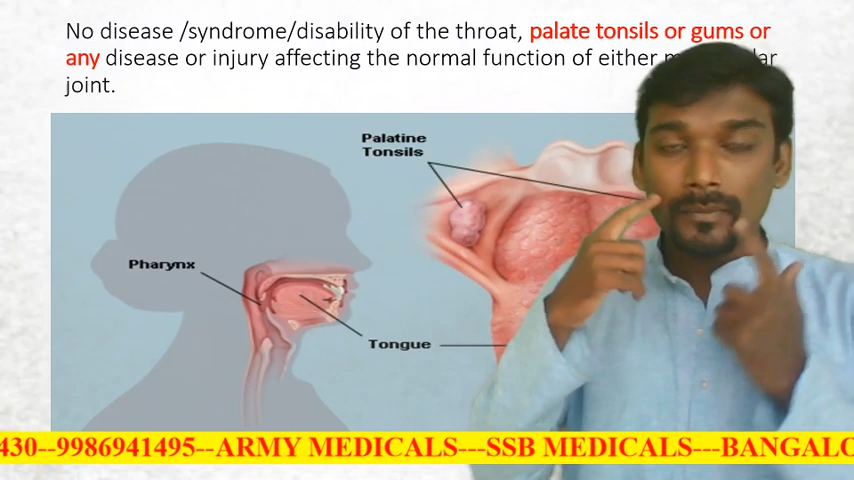 No disease /syndrome/disability of the throat, palate tonsils or gums or
any disease or injury affecting the normal function of either
joint.
Palatine
Tonsils
Pharynx
Tongue
430--9986941495--ARMY MEDICALS---SSB MEDICALS---BANGALO